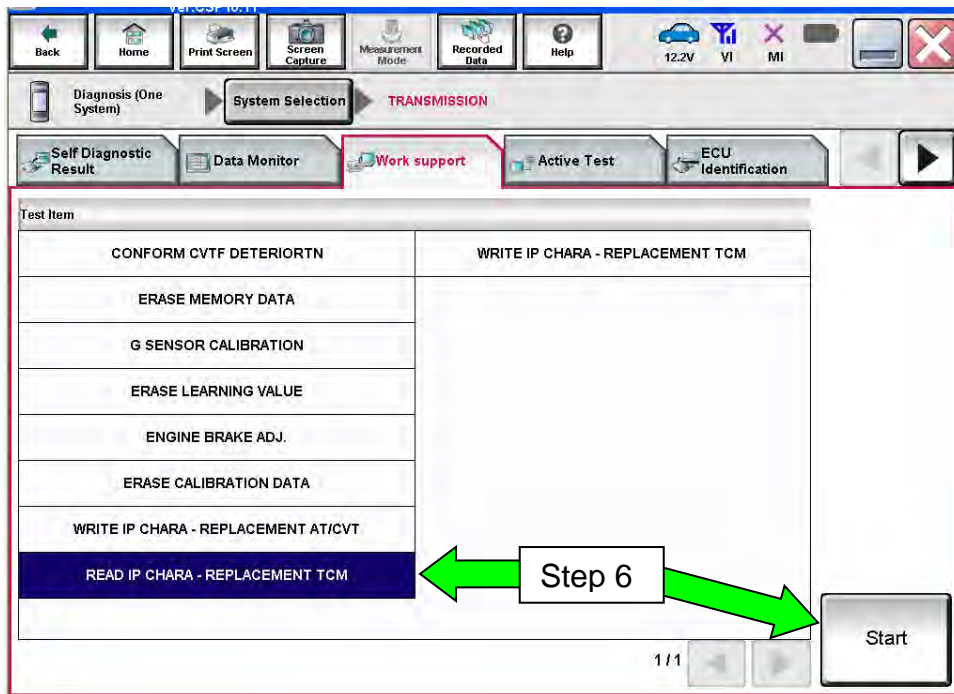 Back
Home
Print Screen
Screen
Capture
Measurement
Mode
Recorded
Data
Help
12.2V
VI
MI
Diagnosis (One
System)
System Selection
TRANSMISSION
Self Diagnostic
Result
Data Monitor
Work support
Active Test
ECU
Identification
Test Item
CONFORM CVTF DETERIORTN
WRITE IP CHARA - REPLACEMENT TCM
ERASE MEMORY DATA
G SENSOR CALIBRATION
ERASE LEARNING VALUE
ENGINE BRAKE ADJ.
ERASE CALIBRATION DATA
WRITE IP CHARA - REPLACEMENT AT/CVT
READ IP CHARA - REPLACEMENT TCM
Step 6
Start
1/1